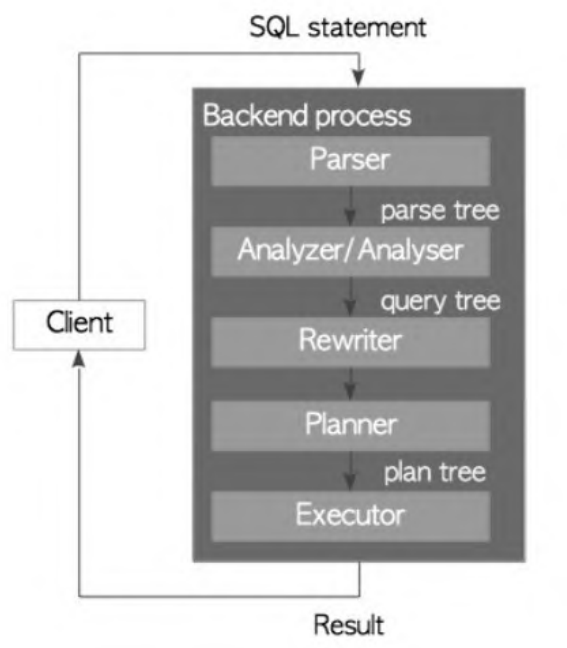 SQL statement
Backend process
Parser
parse tree
Analyzer/Analyser
query tree
Client
Rewriter
Planner
plan tree
Executor
Result